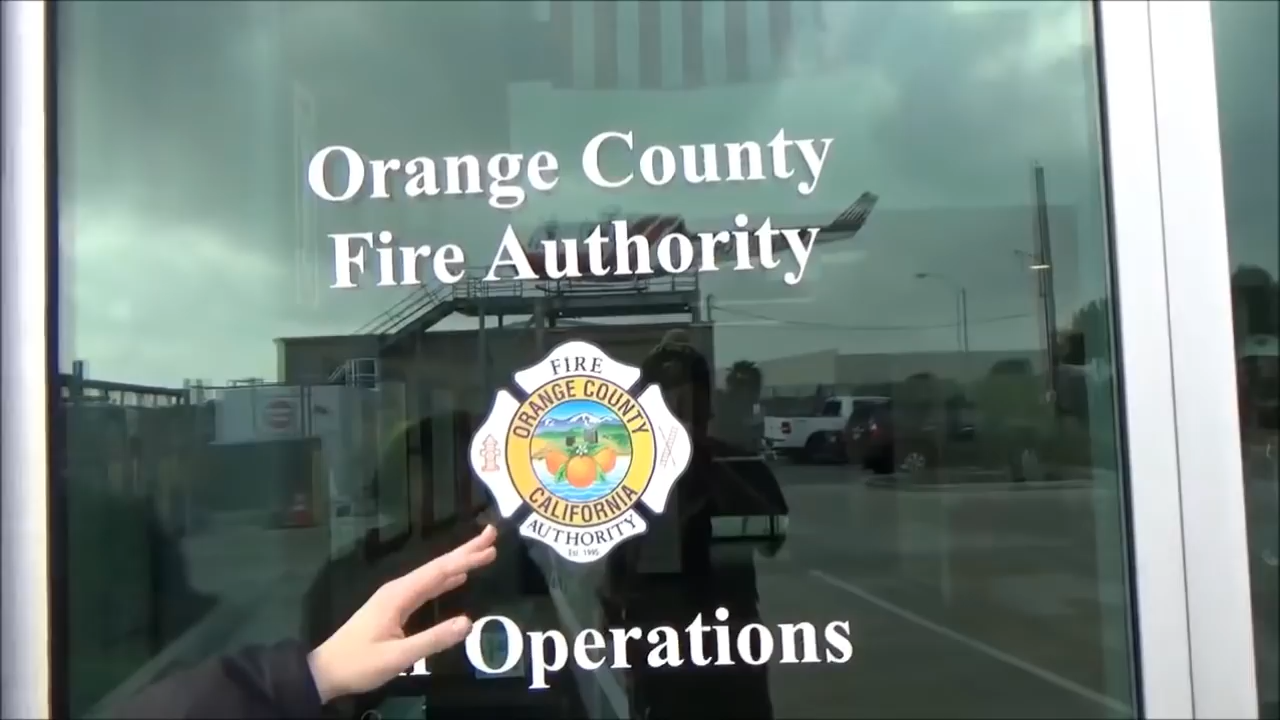 Orange County
Fire Authority
FIRE
ORANGE COUNTY
CALIFORNIA
AUTHORITY
Est. 1995
Operations